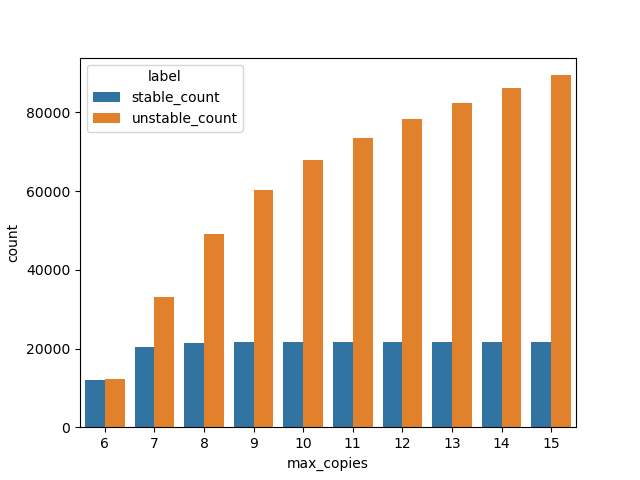 label
stable_count
unstable_count
80000
60000
40000
20000
0
count
6 7 8 9 10 11 12 13 14 15
max_copies